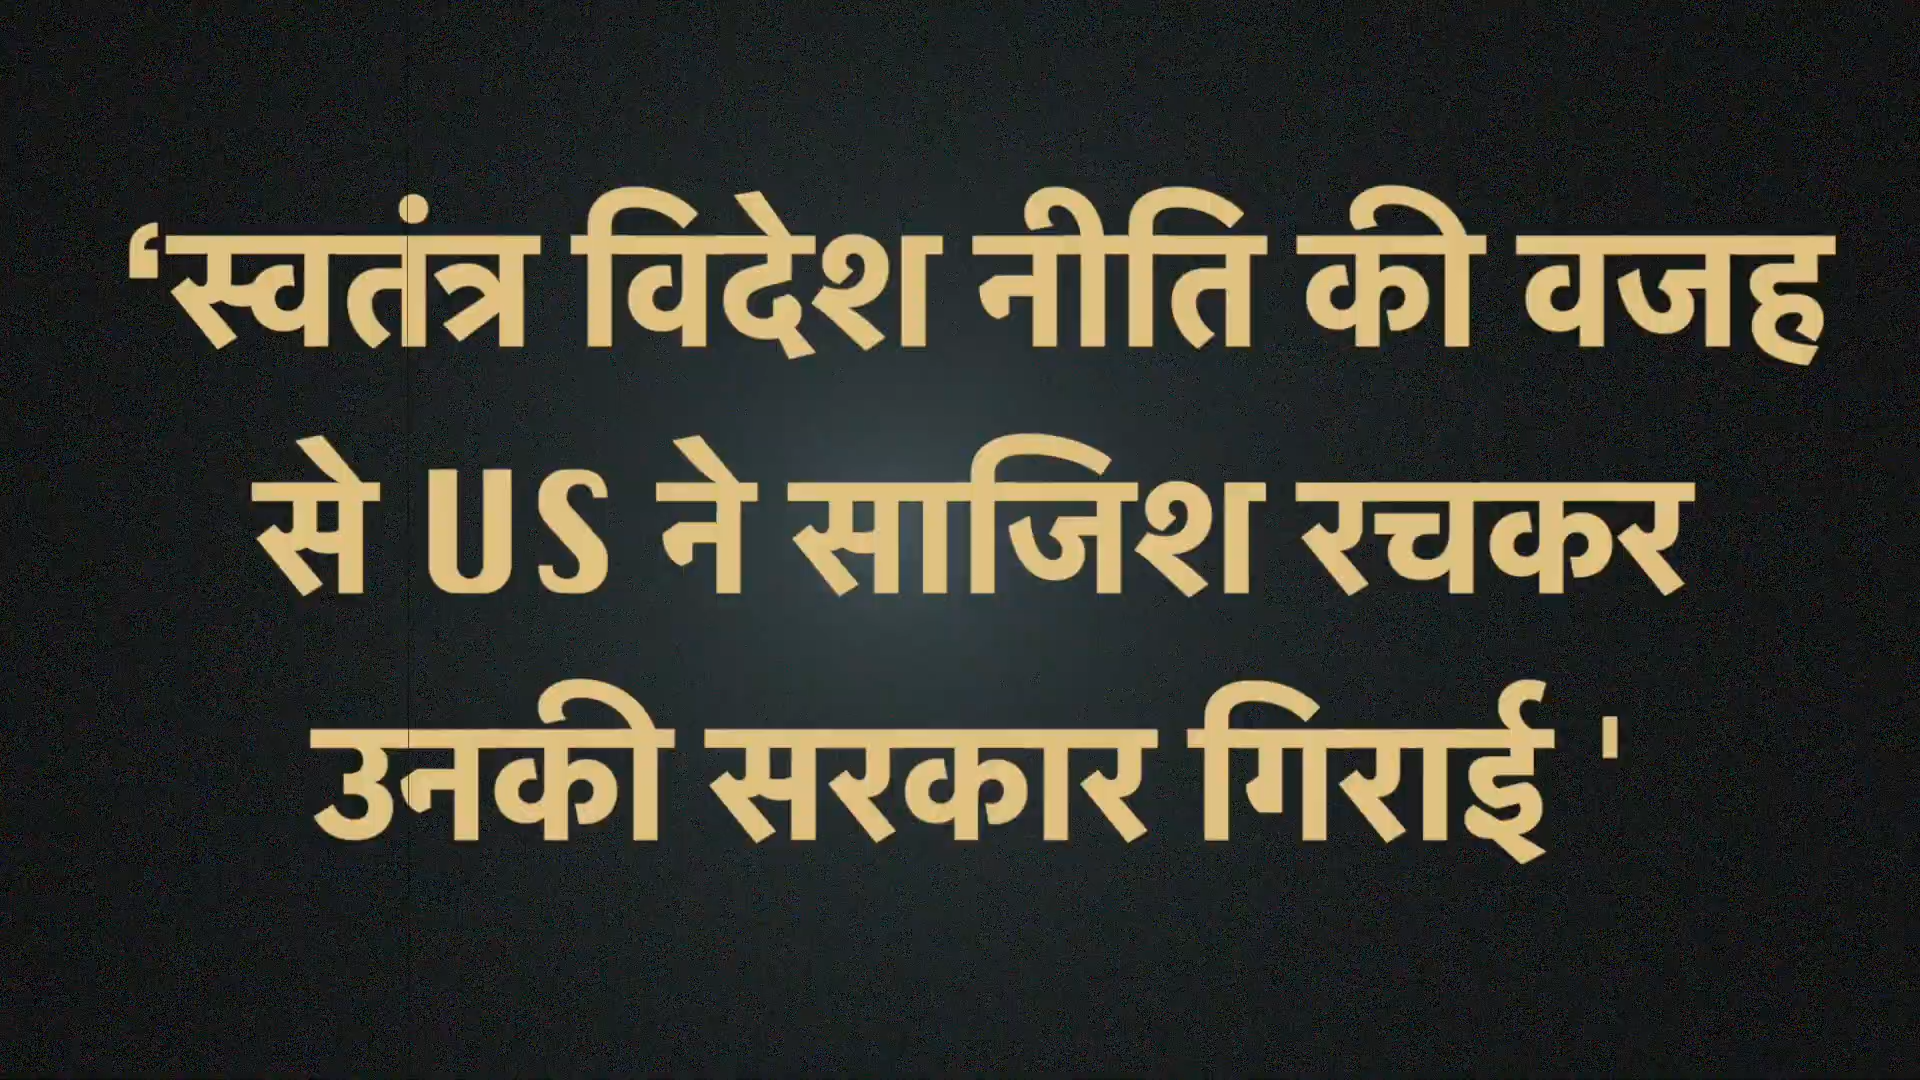 ‘स्वतंत्र विदेश नीति की वजह
से US ने साजिश रचकर
उनकी सरकार गिराई '